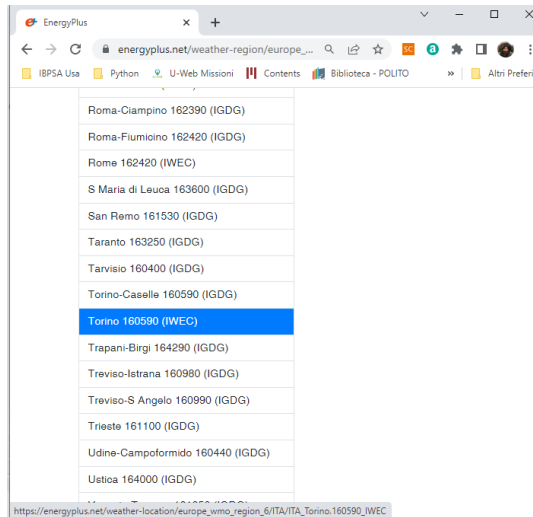 EnergyPlus
energyplus.net/weather-region/europe_...
IBPSA Usa Python U-Web Missioni Contents Biblioteca - POLITO » Altri Preferi
Roma-Ciampino 162390 (IGDG)
Roma-Fiumicino 162420 (IGDG)
Rome 162420 (IWEC)
S Maria di Leuca 163600 (IGDG)
San Remo 161530 (IGDG)
Taranto 163250 (IGDG)
Tarvisio 160400 (IGDG)
Torino-Caselle 160590 (IGDG)
Torino 160590 (IWEC)
Trapani-Birgi 164290 (IGDG)
Treviso-Istrana 160980 (IGDG)
Treviso-S Angelo 160990 (IGDG)
Trieste 161100 (IGDG)
Udine-Campoformido 160440 (IGDG)
Ustica 164000 (IGDG)
https://energyplus.net/weather-location/europe_wmo_region_6/ITA/ITA_Torino.160590_IWEC